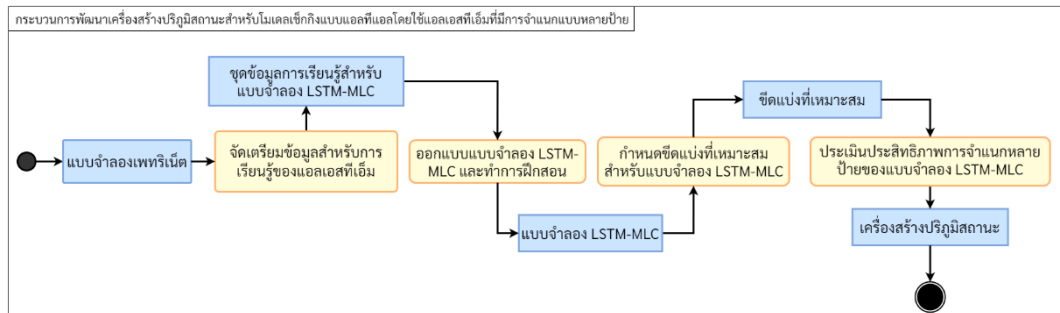 กระบวนการพัฒนาเครื่องสร้างปริภูมิสถานะสำหรับโมเดลเช็กกิงแบบแอลทีแอลโดยใช้แอลเอสทีเอ็มที่มีการจำแนกแบบหลายป้าย
แบบจำลองเพทริเน็ต
จัดเตรียมข้อมูลสำหรับการ
เรียนรู้ของแอลเอสทีเอ็ม
ชุดข้อมูลการเรียนรู้สำหรับ
แบบจำลอง LSTM-MLC
ออกแบบแบบจำลอง LSTM-
MLC และทำการฝึกสอน
แบบจำลอง LSTM-MLC
กำหนดขีดแบ่งที่เหมาะสม
สำหรับแบบจำลอง LSTM-MLC
ขีดแบ่งที่เหมาะสม
ประเมินประสิทธิภาพการจำแนกหลาย
ป้ายของแบบจำลอง LSTM-MLC
เครื่องสร้างปริภูมิสถานะ